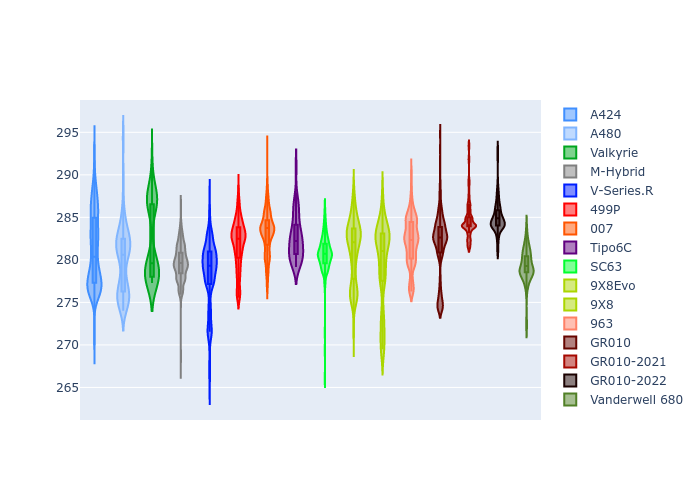 295
290
285
280
275
270
265
A424
A480
Valkyrie
M-Hybrid
V-Series.R
499P
007
Tipo6C
SC63
9X8Evo
9X8
963
GR010
GR010-2021
GR010-2022
Vanderwell 680